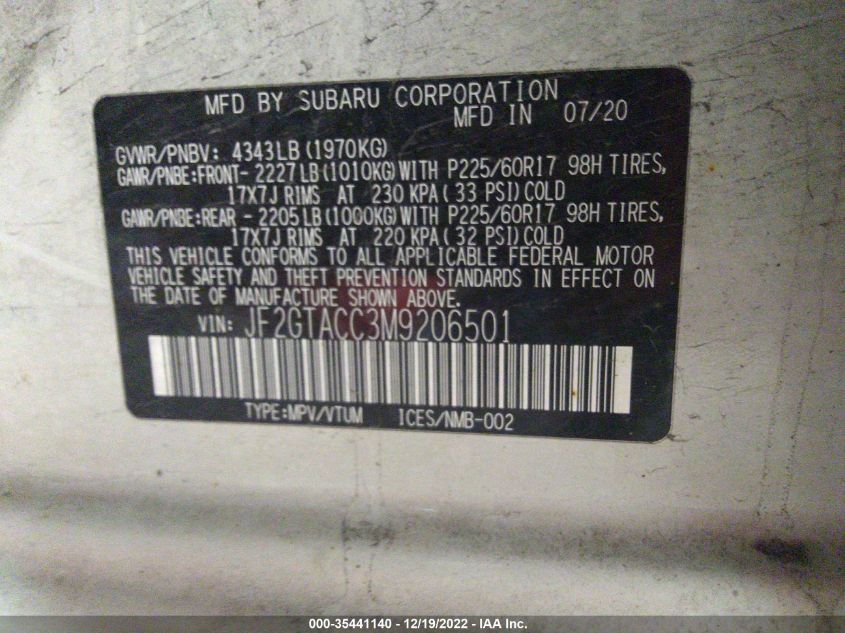 MFD BY SUBARU CORPORATION
MFD IN 07/20
GVWR/PNBV: 4343LB (1970KG)
GAWR/PNBE:FRONT- 2227LB(1010KG)WITH P225/60R17 98H TIRES,
17X7J RIMS AT 230 KPA(33 PSI)COLD
GAWR/PNBE:REAR - 2205LB(1000KG)WITH P225/60R17 98H TIRES,
17X7J RIMS AT 220 KPA(32 PSI)COLD
THIS VEHICLE CONFORMS TO ALL APPLICABLE FEDERAL MOTOR
VEHICLE SAFETY AND THEFT PREVENTION STANDARDS IN EFFECT ON
THE DATE OF MANUFACTURE SHOWN ABOVE.
VIN: JF2GTACC3M9206501
TYPE:MPV/VTUM ICES/NMB-002
000-35441140 - 12/19/2022 - IAA Inc.